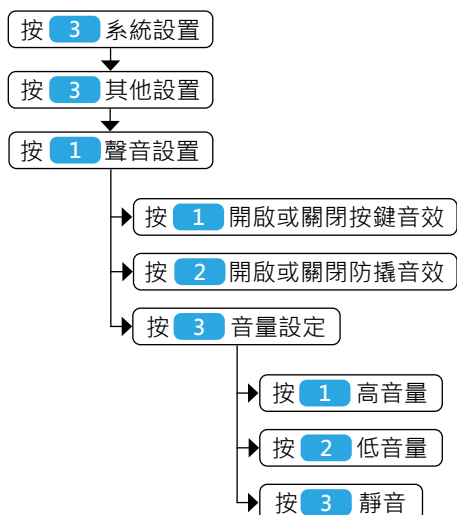 按 3 系統設置
按 3 其他設置
按 1 聲音設置
按 1 開啟或關閉按鍵音效
按 2 開啟或關閉防撬音效
按 3 音量設定
按 1 高音量
按 2 低音量
按 3 靜音